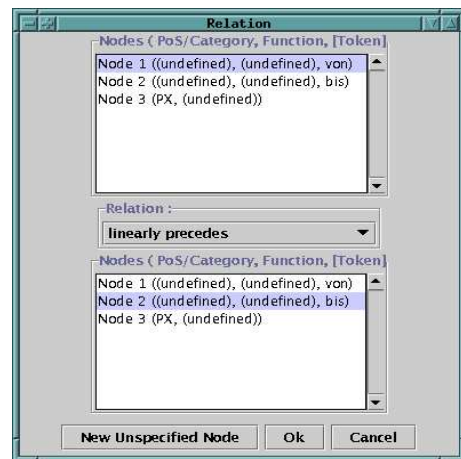 Relation
Nodes ( PoS/Category, Function, [Token]
Node 1 ((undefined), (undefined), von)
Node 2 ((undefined), (undefined), bis)
Node 3 (PX, (undefined))
Relation :
linearly precedes
Nodes ( PoS/Category, Function, [Token]
Node 1 ((undefined), (undefined), von)
Node 2 ((undefined), (undefined), bis)
Node 3 (PX, (undefined))
New Unspecified Node Ok Cancel